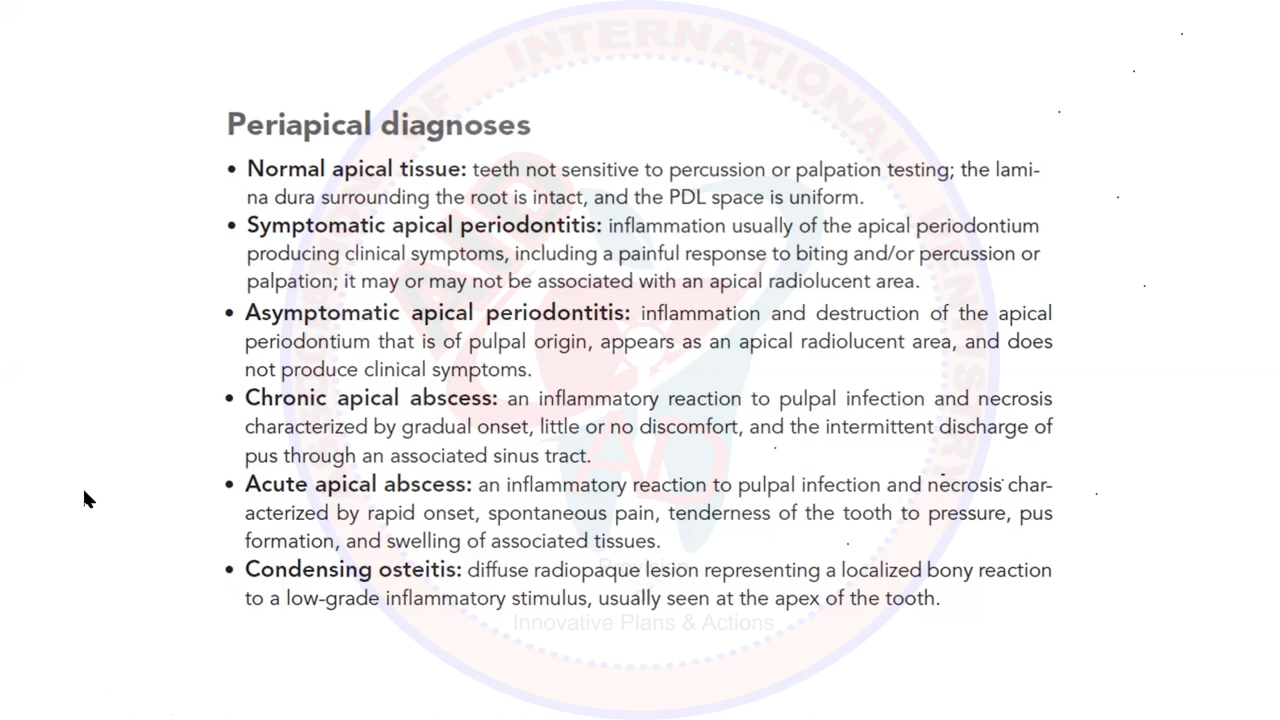 Periapical diagnoses
• Normal apical tissue: teeth not sensitive to percussion or palpation testing; the lami-
na dura surrounding the root is intact, and the PDL space is uniform.
• Symptomatic apical periodontitis: inflammation usually of the apical periodontium
producing clinical symptoms, including a painful response to biting and/or percussion or
palpation; it may or may not be associated with an apical radiolucent area.
• Asymptomatic apical periodontitis: inflammation and destruction of the apical
periodontium that is of pulpal origin, appears as an apical radiolucent area, and does
not produce clinical symptoms.
• Chronic apical abscess: an inflammatory reaction to pulpal infection and necrosis
characterized by gradual onset, little or no discomfort, and the intermittent discharge of
pus through an associated sinus tract.
• Acute apical abscess: an inflammatory reaction to pulpal infection and necrosis char-
acterized by rapid onset, spontaneous pain, tenderness of the tooth to pressure, pus
formation, and swelling of associated tissues.
• Condensing osteitis: diffuse radiopaque lesion representing a localized bony reaction
to a low-grade inflammatory stimulus, usually seen at the apex of the tooth.
Innovative Plans & Actions
OF INTERNATIONAL
AID
AD